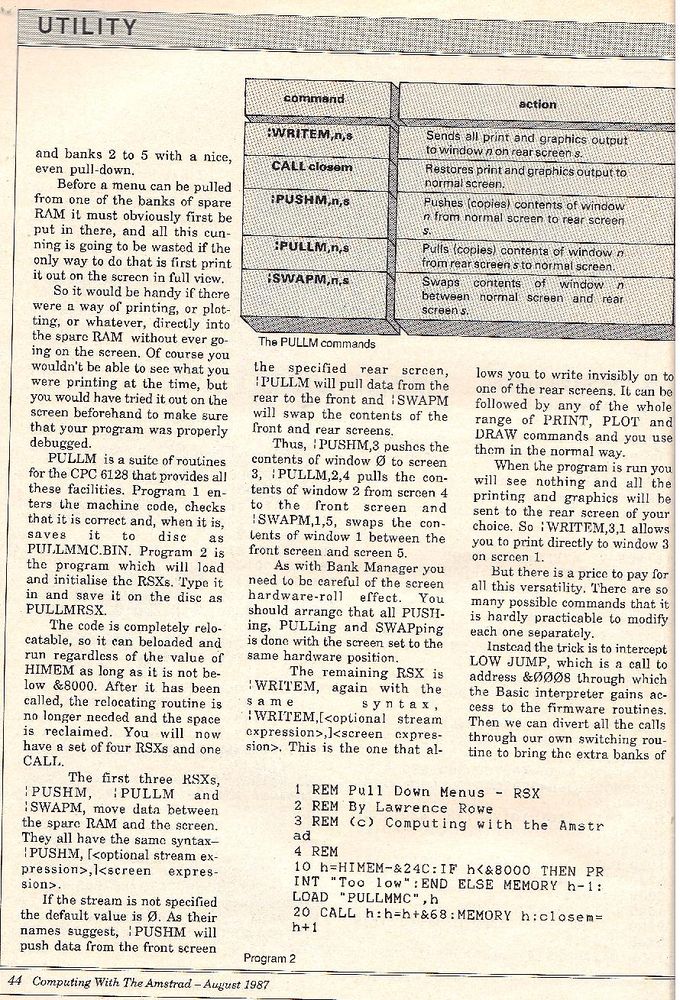 UTILITY
and banks 2 to 5 with a nice,
even pull-down.
Before a menu can be pulled
from one of the banks of spare
RAM it must obviously first be
put in there, and all this cun-
ning is going to be wasted if the
only way to do that is first print
it out on the screen in full view.
So it would be handy if there
were a way of printing, or plot-
ting, or whatever, directly into
the spare RAM without ever go-
ing on the screen. Of course you
wouldn't be able to see what you
were printing at the time, but
you would have tried it out on the
screen beforehand to make sure
that your program was properly
debugged.
PULLM is a suite of routines
for the CPC 6128 that provides all
these facilities. Program 1 en-
ters the machine code, checks
that it is correct and, when it is,
saves it to disc as
PULLMMC.BIN. Program 2 is
the program which will load
and initialise the RSXs. Type it
in and save it on the disc as
PULLMRSX.
The code is completely relo-
catable, so it can beloaded and
run regardless of the value of
HIMEM as long as it is not be-
low &8000. After it has been
called, the relocating routine is
no longer needed and the space
is reclaimed. You will now
have a set of four RSXs and one
CALL.
The first three RSXs,
¦PUSHM, ¦PULLM and
¦SWAPM, move data between
the spare RAM and the screen.
They all have the same syntax–
¦PUSHM, [<optional stream ex-
pression>,]<screen expres-
sion>.
If the stream is not specified
the default value is Ø. As their
names suggest, ¦PUSHM will
push data from the front screen
command action
¦WRITEM,n,s Sends all print and graphics output
to window n on rear screen s.
CALL closem Restores print and graphics output to
normal screen.
¦PUSHM,n,s Pushes (copies) contents of window
n from normal screen to rear screen
s.
¦PULLM,n,s Pulls (copies) contents of window n
from rear screen s to normal screen.
¦SWAPM,n,s Swaps contents of window n
between normal screen and rear
screen s.
The PULLM commands
the specified rear screen,
¦PULLM will pull data from the
rear to the front and ¦SWAPM
will swap the contents of the
front and rear screens.
Thus, ¦PUSHM,3 pushes the
contents of window Ø to screen
3, ¦PULLM,2,4 pulls the con-
tents of window 2 from screen 4
to the front screen and
¦SWAPM,1,5, swaps the con-
tents of window 1 between the
front screen and screen 5.
As with Bank Manager you
need to be careful of the screen
hardware-roll effect. You
should arrange that all PUSH-
ing, PULLing and SWAPping
is done with the screen set to the
same hardware position.
The remaining RSX is
¦WRITEM, again with the
same syntax,
¦WRITEM,[<optional stream
expression>,]<screen expres-
sion>. This is the one that al-
lows you to write invisibly on to
one of the rear screens. It can be
followed by any of the whole
range of PRINT, PLOT and
DRAW commands and you use
them in the normal way.
When the program is run you
will see nothing and all the
printing and graphics will be
sent to the rear screen of your
choice. So ¦WRITEM,3,1 allows
you to print directly to window 3
on screen 1.
But there is a price to pay for
all this versatility. There are so
many possible commands that it
is hardly practicable to modify
each one separately.
Instead the trick is to intercept
LOW JUMP, which is a call to
address &ØØØ8 through which
the Basic interpreter gains ac-
cess to the firmware routines.
Then we can divert all the calls
through our own switching rou-
tine to bring the extra banks of
1 REM Pull Down Menus - RSX
2 REM By Lawrence Rowe
3 REM (c) Computing with the Amstr
ad
4 REM
10 h=HIMEM-&24C:IF h<&8000 THEN PR
INT "Too low":END ELSE MEMORY h-1:
LOAD "PULLMMC",h
20 CALL h:h=h+&68:MEMORY h:closem=
h+1
Program 2
44 Computing With The Amstrad – August 1987